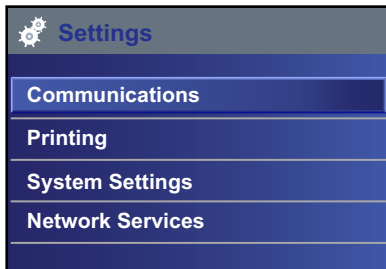 Settings
Communications
Printing
System Settings
Network Services